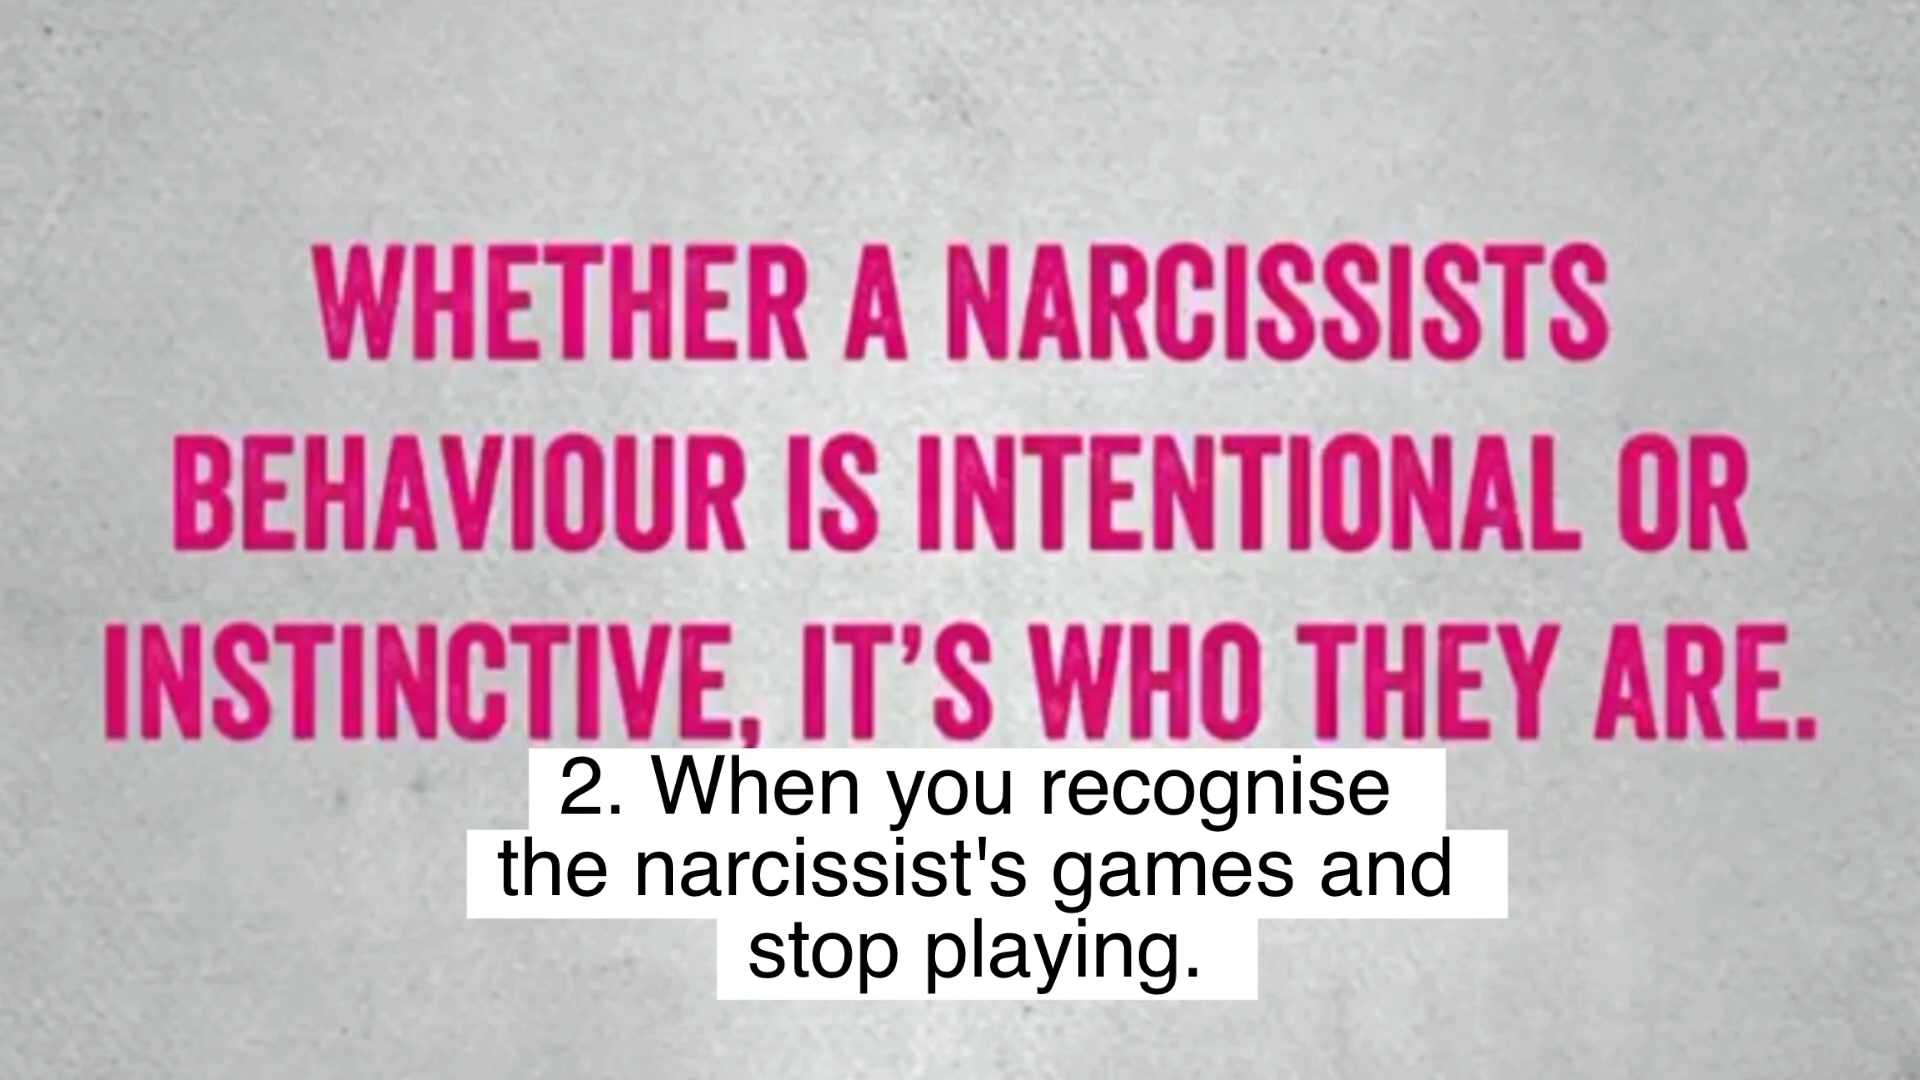 WHETHER A NARCISSISTS
BEHAVIOUR IS INTENTIONAL OR
INSTINCTIVE, IT’S WHO THEY ARE.
2. When you recognise
the narcissist's games and
stop playing.